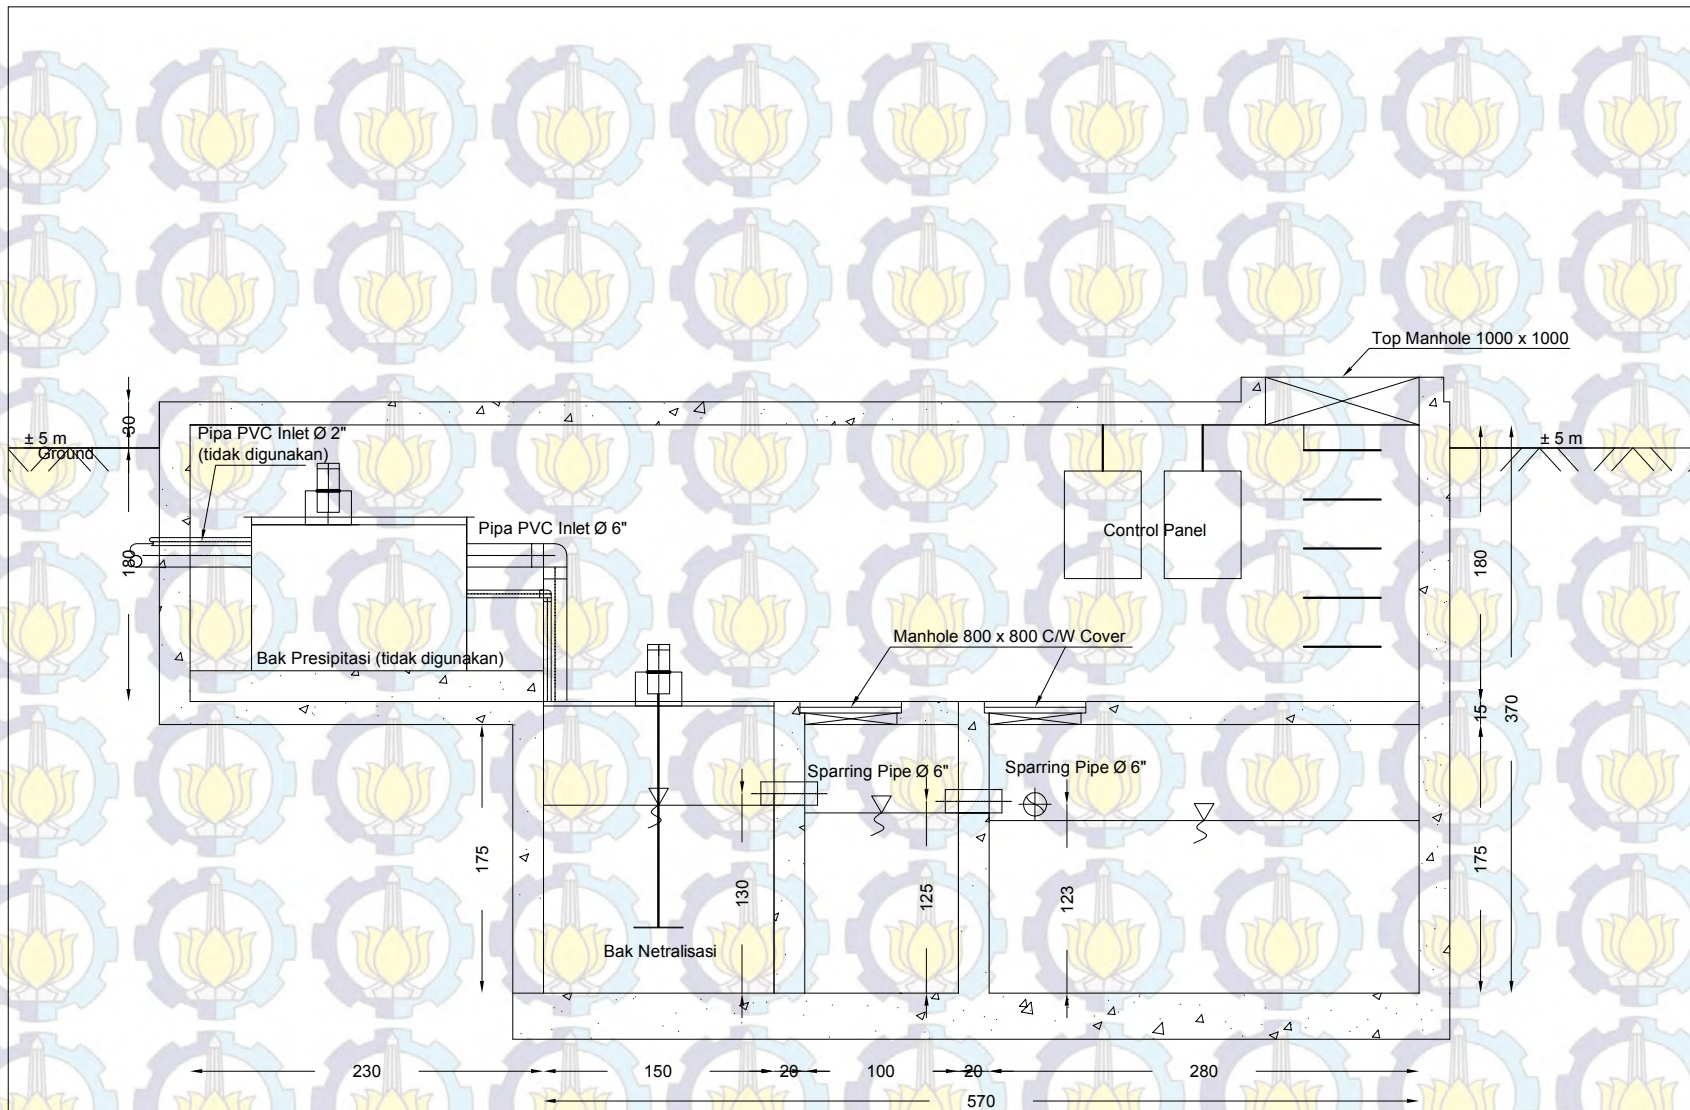 Top Manhole 1000 x 1000
30
± 5 m
Ground
Pipa PVC Inlet Ø 2"
(tidak digunakan)
± 5 m
Pipa PVC Inlet Ø 6"
Control Panel
180
180
Manhole 800 x 800 C/W Cover
Bak Presipitasi (tidak digunakan)
15
370
Sparring Pipe Ø 6"
Sparring Pipe Ø 6"
175
130
125
123
175
Bak Netralisasi
230
150
20
100
20
280
570